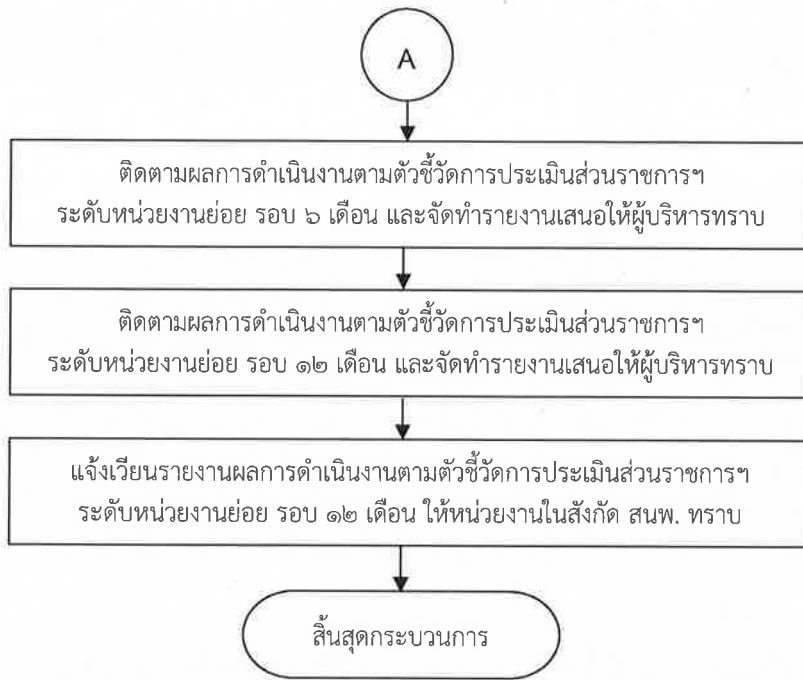 A
ติดตามผลการดำเนินงานตามตัวชี้วัดการประเมินส่วนราชการฯ
ระดับหน่วยงานย่อย รอบ ๖ เดือน และจัดทำรายงานเสนอให้ผู้บริหารทราบ
ติดตามผลการดำเนินงานตามตัวชี้วัดการประเมินส่วนราชการฯ
ระดับหน่วยงานย่อย รอบ ๑๒ เดือน และจัดทำรายงานเสนอให้ผู้บริหารทราบ
แจ้งเวียนรายงานผลการดำเนินงานตามตัวชี้วัดการประเมินส่วนราชการฯ
ระดับหน่วยงานย่อย รอบ ๑๒ เดือน ให้หน่วยงานในสังกัด สนพ. ทราบ
สิ้นสุดกระบวนการ